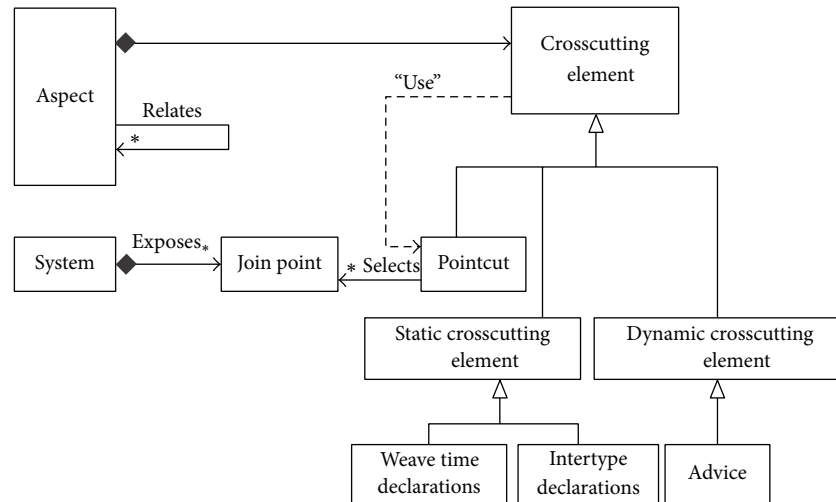 Crosscutting
element
Aspect
“Use”
Relates
*
Exposes
*
System
Join point
* Selects
Pointcut
Static crosscutting
element
Dynamic crosscutting
element
Weave time
declarations
Intertype
declarations
Advice